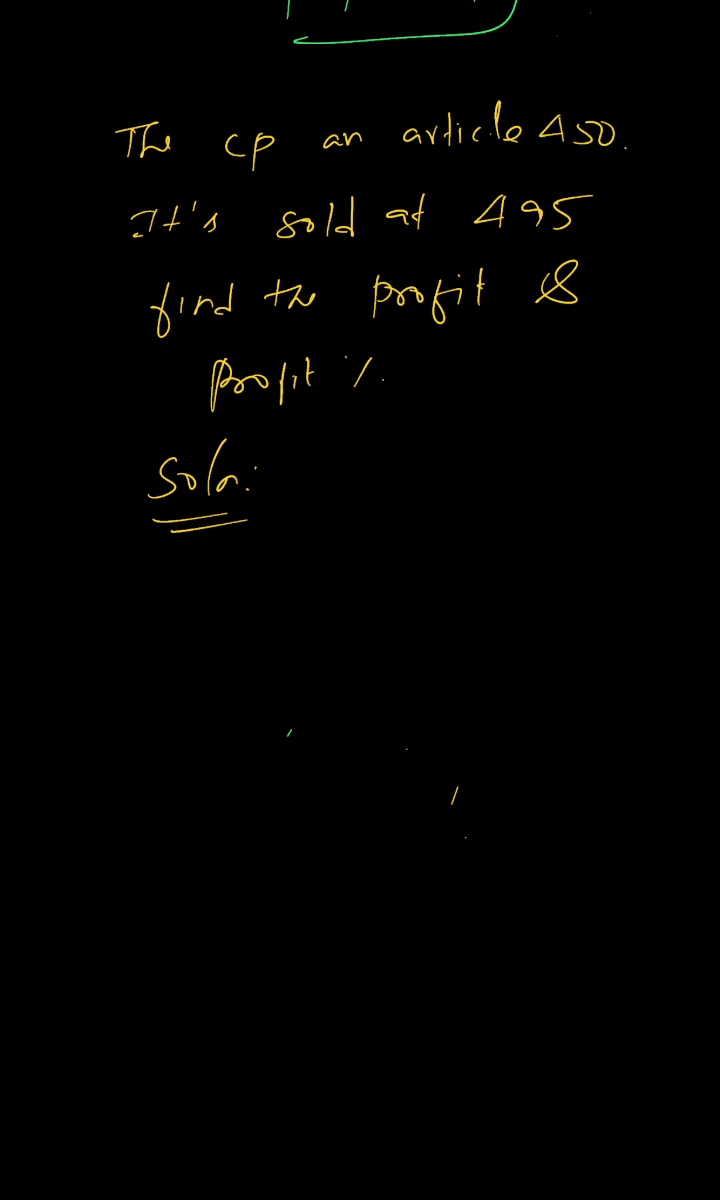 The cp an article 450.
It's sold at 495
find the profit &
profit %.
Soln: